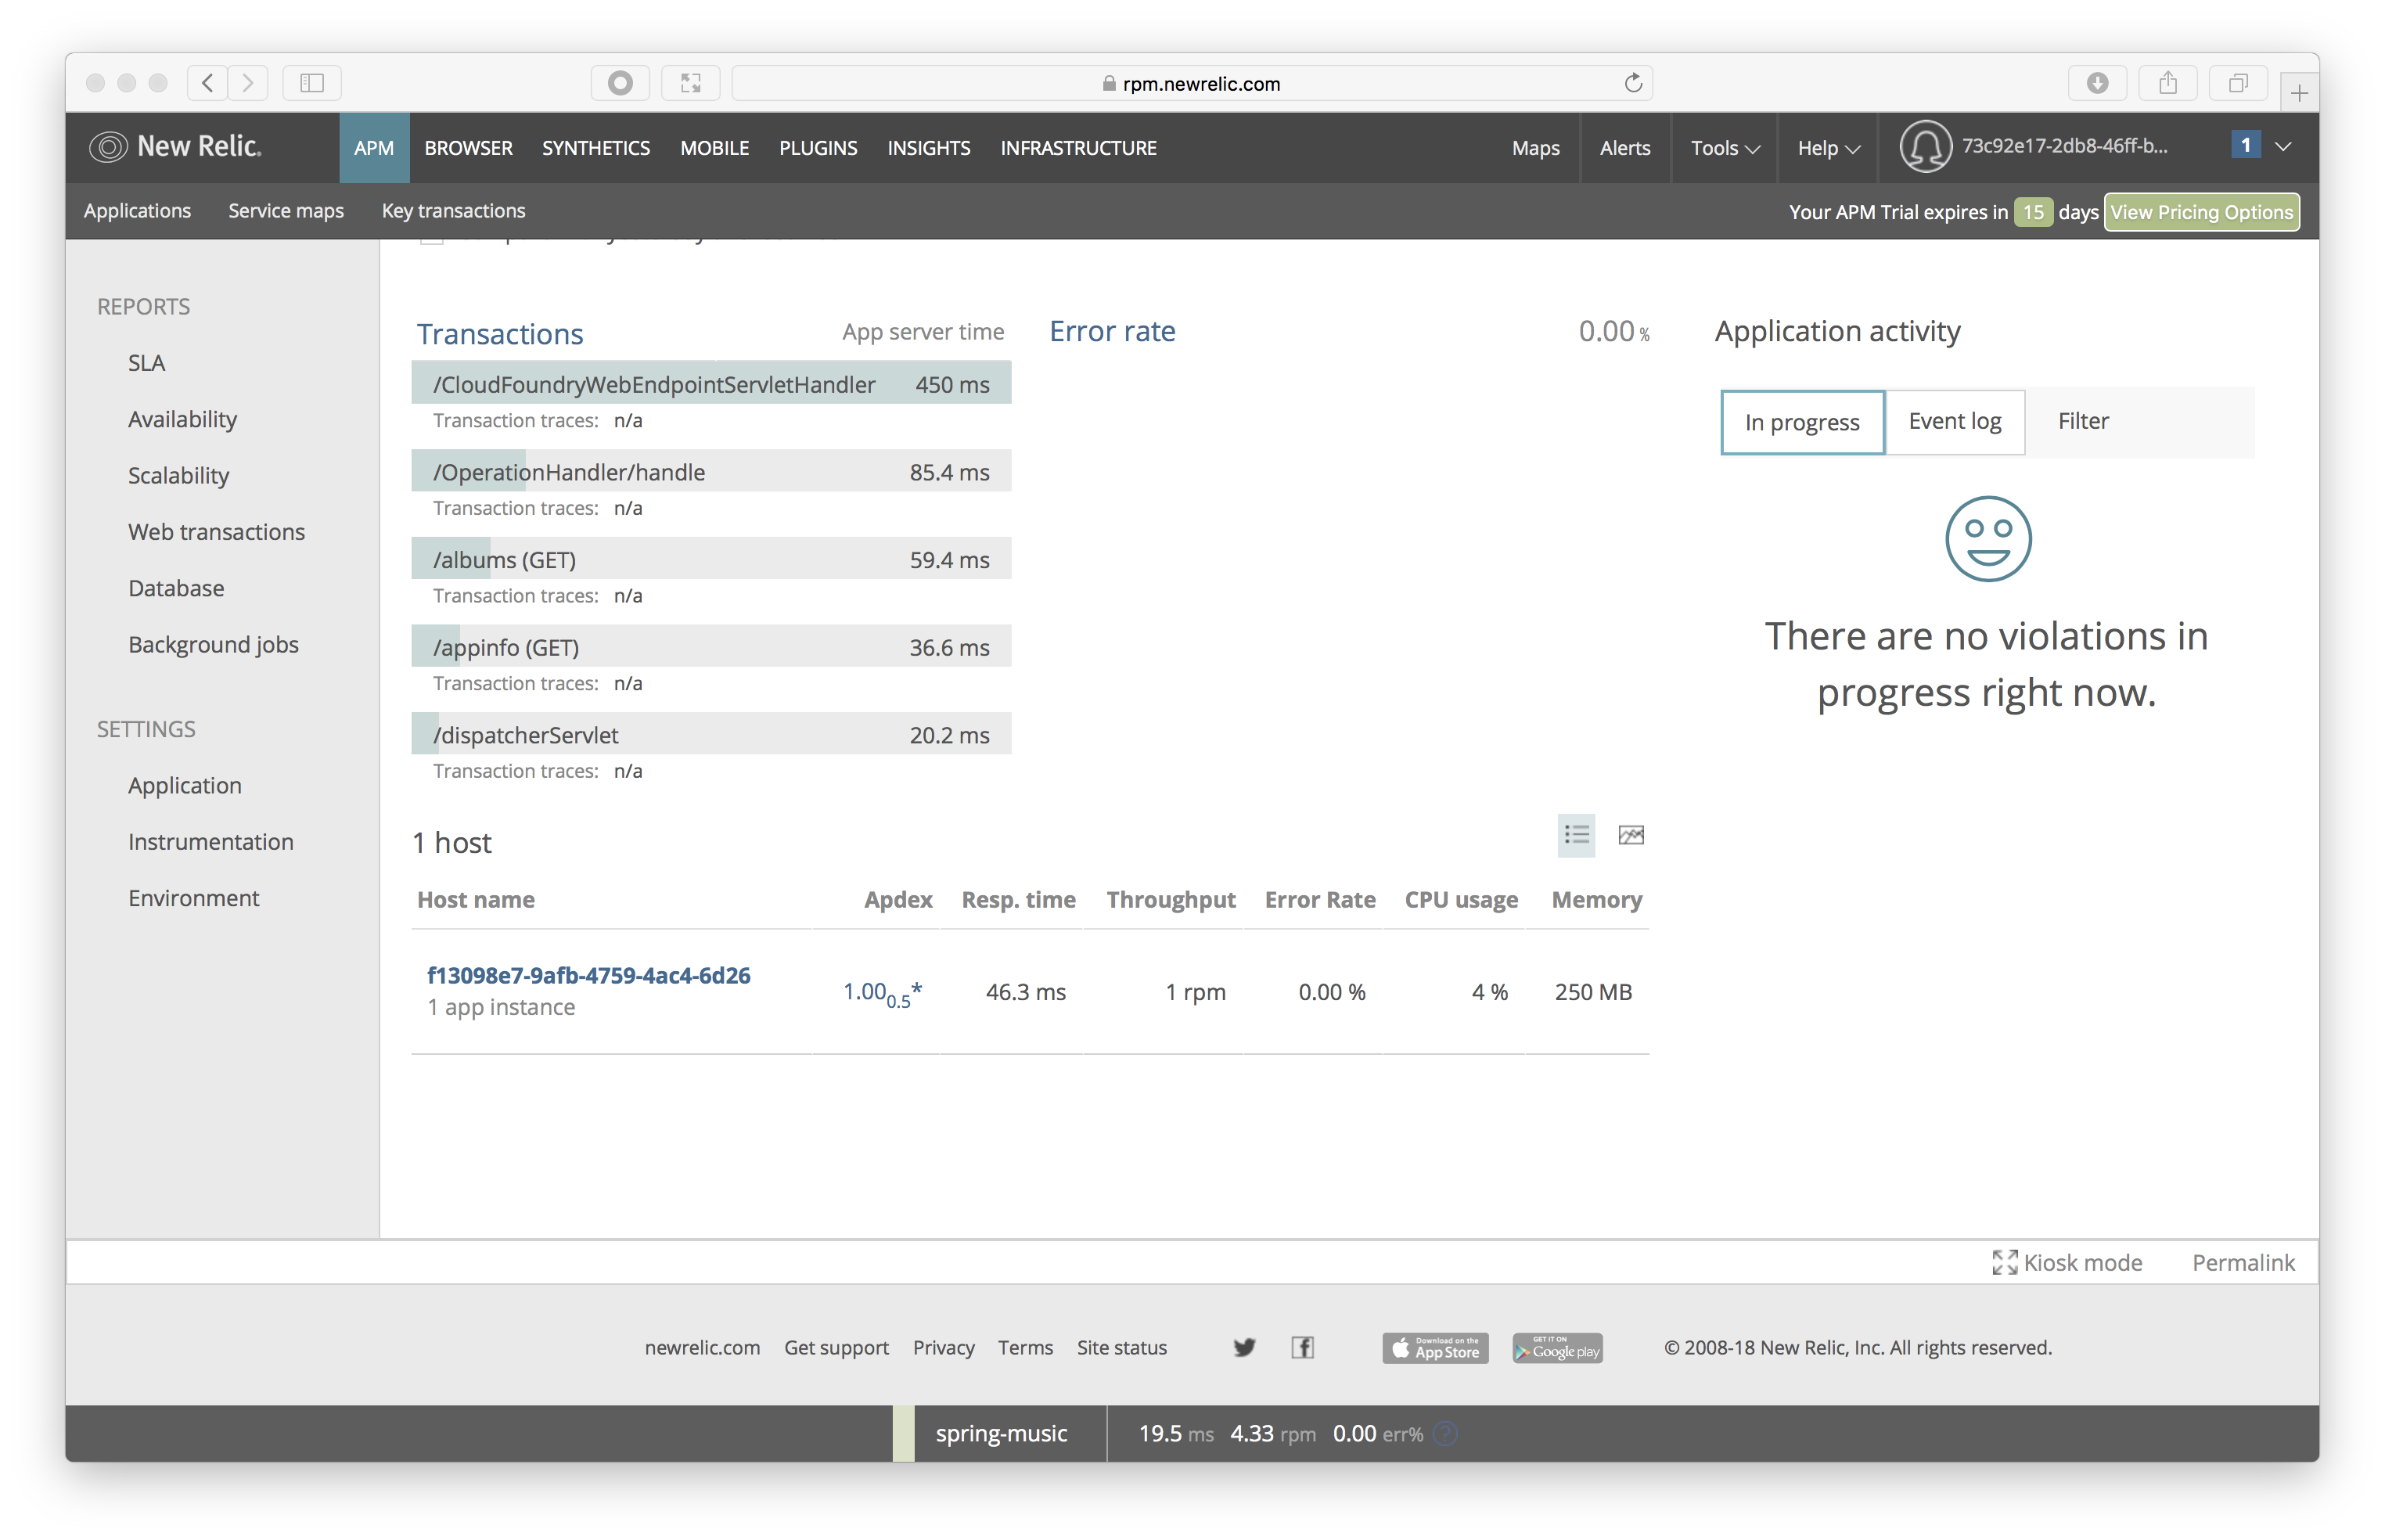 rpm.newrelic.com
New Relic.
APM BROWSER SYNTHETICS MOBILE PLUGINS INSIGHTS INFRASTRUCTURE
Maps Alerts Tools Help 73c92e17-2db8-46ff-b... 1
Applications Service maps Key transactions
Your APM Trial expires in 15 days View Pricing Options
REPORTS
SLA
Availability
Scalability
Web transactions
Database
Background jobs
SETTINGS
Application
Instrumentation
Environment
Transactions App server time
/CloudFoundryWebEndpointServletHandler 450 ms
Transaction traces: n/a
/OperationHandler/handle 85.4 ms
Transaction traces: n/a
/albums (GET) 59.4 ms
Transaction traces: n/a
/appinfo (GET) 36.6 ms
Transaction traces: n/a
/dispatcherServlet 20.2 ms
Transaction traces: n/a
Error rate 0.00 %
Application activity
In progress Event log Filter
There are no violations in
progress right now.
1 host
Host name Apdex Resp. time Throughput Error Rate CPU usage Memory
f13098e7-9afb-4759-4ac4-6d26 1.00 0.5* 46.3 ms 1 rpm 0.00 % 4 % 250 MB
1 app instance
Kiosk mode Permalink
newrelic.com Get support Privacy Terms Site status
Download on the
App Store
GET IT ON
Google play
© 2008-18 New Relic, Inc. All rights reserved.
spring-music 19.5 ms 4.33 rpm 0.00 err% ?